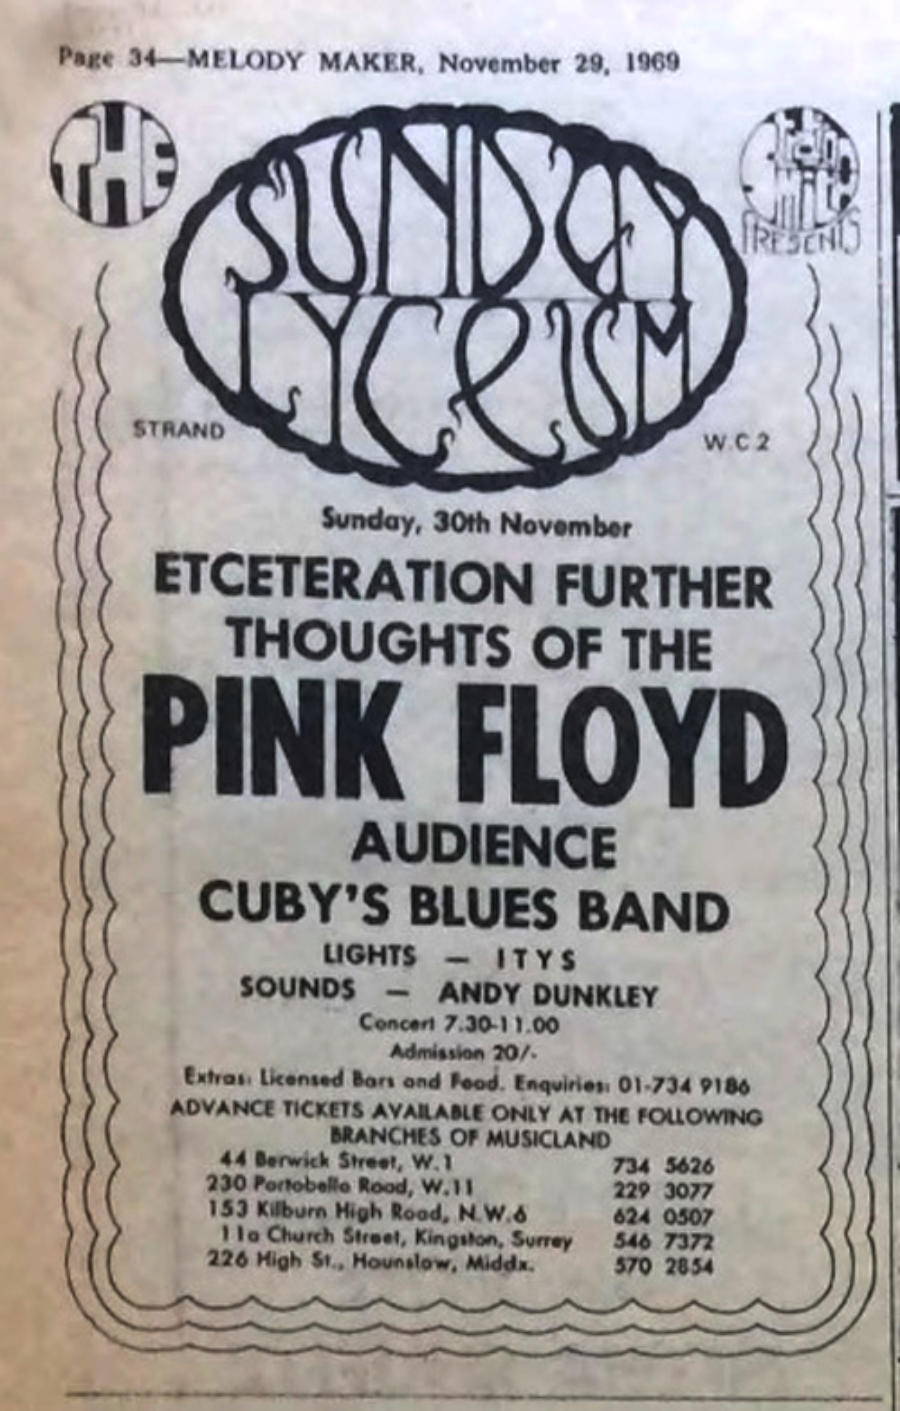 Page 34—MELODY MAKER, November 29, 1969
THE
SUNDAY
LYCEUM
PRESENTS
STRAND
W.C 2
Sunday, 30th November
ETCETERATION FURTHER
THOUGHTS OF THE
PINK FLOYD
AUDIENCE
CUBY'S BLUES BAND
LIGHTS — ITYS
SOUNDS — ANDY DUNKLEY
Concert 7.30-11.00
Admission 20/-
Extras: Licensed Bars and Food. Enquiries: 01-734 9186
ADVANCE TICKETS AVAILABLE ONLY AT THE FOLLOWING
BRANCHES OF MUSICLAND
44 Berwick Street, W.1 734 5626
230 Portobello Road, W.11 229 3077
153 Kilburn High Road, N.W.6 624 0507
11a Church Street, Kingston, Surrey 546 7372
226 High St., Hounslow, Middx. 570 2854